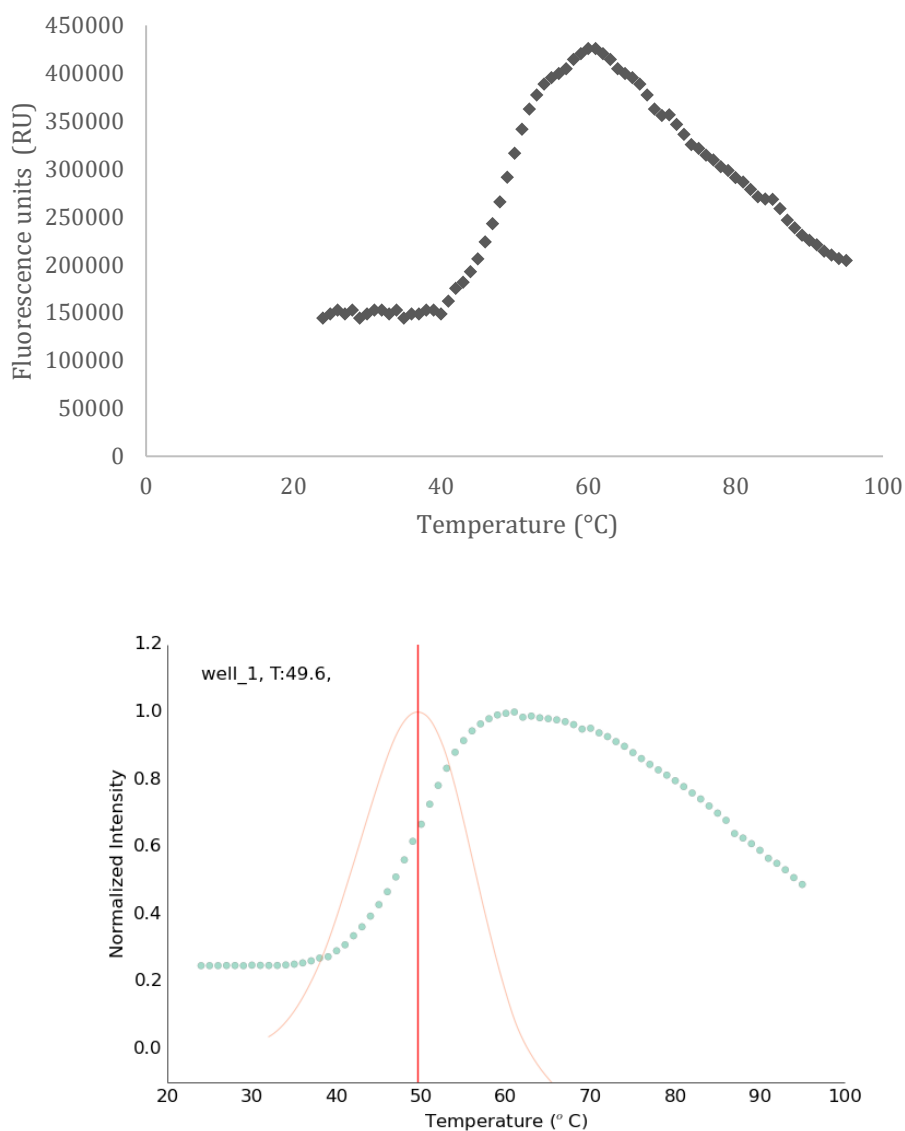 450000
400000
350000
300000
250000
200000
150000
100000
50000
0
Fluorescence units (RU)
0 20 40 60 80 100
Temperature (°C)
1.2
1.0
0.8
0.6
0.4
0.2
0.0
Normalized Intensity
well_1, T:49.6,
20 30 40 50 60 70 80 90 100
Temperature (° C)